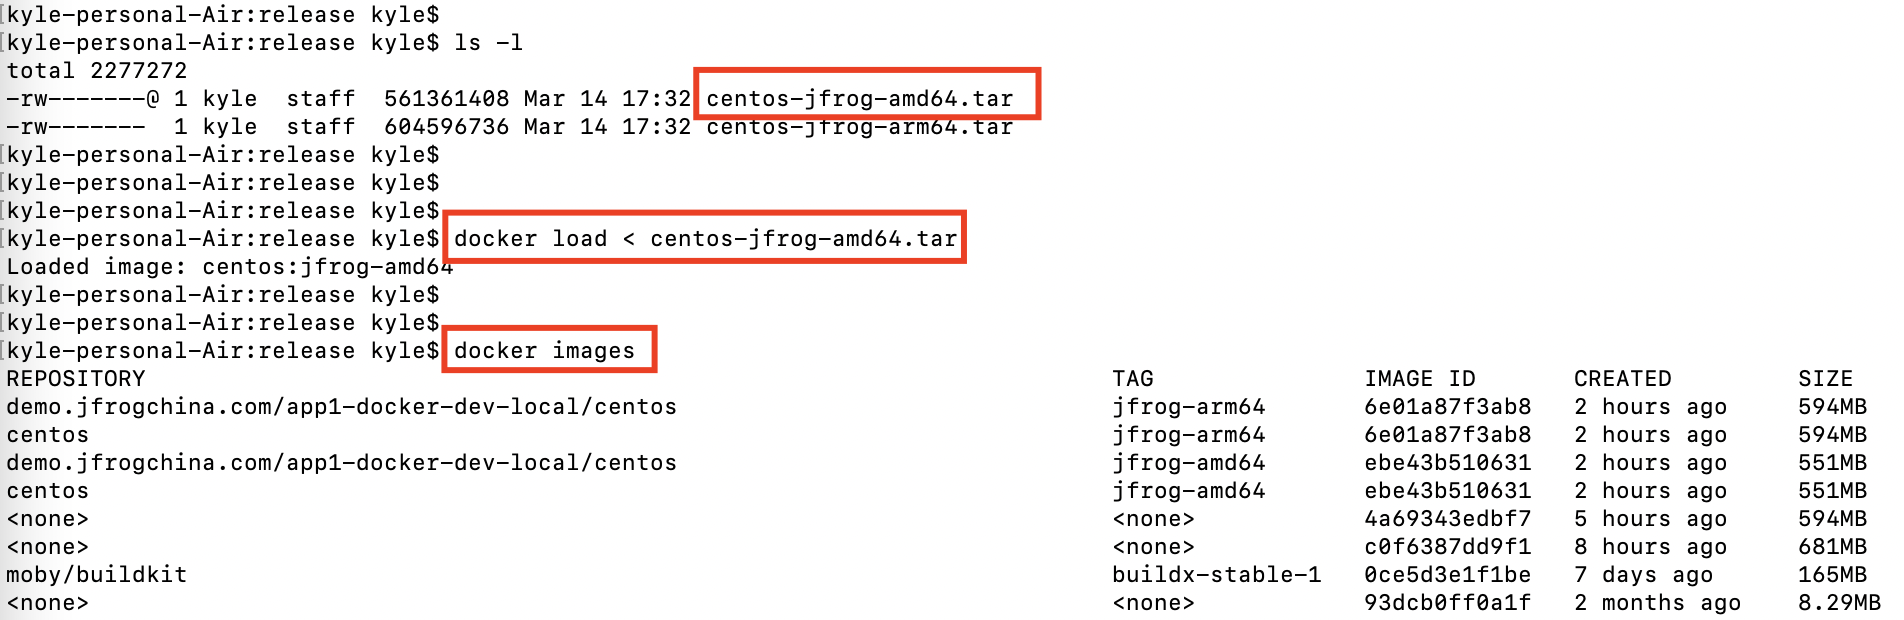 [kyle-personal-Air:release kyle$
[kyle-personal-Air:release kyle$ ls -l
total 2277272
-rw-------@ 1 kyle  staff  561361408 Mar 14 17:32 centos-jfrog-amd64.tar
-rw-------  1 kyle  staff  604596736 Mar 14 17:32 centos-jfrog-arm64.tar
[kyle-personal-Air:release kyle$
[kyle-personal-Air:release kyle$
[kyle-personal-Air:release kyle$
[kyle-personal-Air:release kyle$ docker load < centos-jfrog-amd64.tar
Loaded image: centos:jfrog-amd64
[kyle-personal-Air:release kyle$
[kyle-personal-Air:release kyle$
[kyle-personal-Air:release kyle$ docker images
REPOSITORY TAG IMAGE ID CREATED SIZE
demo.jfrogchina.com/app1-docker-dev-local/centos jfrog-arm64 6e01a87f3ab8 2 hours ago 594MB
centos jfrog-arm64 6e01a87f3ab8 2 hours ago 594MB
demo.jfrogchina.com/app1-docker-dev-local/centos jfrog-amd64 ebe43b510631 2 hours ago 551MB
centos jfrog-amd64 ebe43b510631 2 hours ago 551MB
<none> <none> 4a69343edbf7 5 hours ago 594MB
<none> <none> c0f6387dd9f1 8 hours ago 681MB
moby/buildkit buildx-stable-1 0ce5d3e1f1be 7 days ago 165MB
<none> <none> 93dcb0ff0a1f 2 months ago 8.29MB